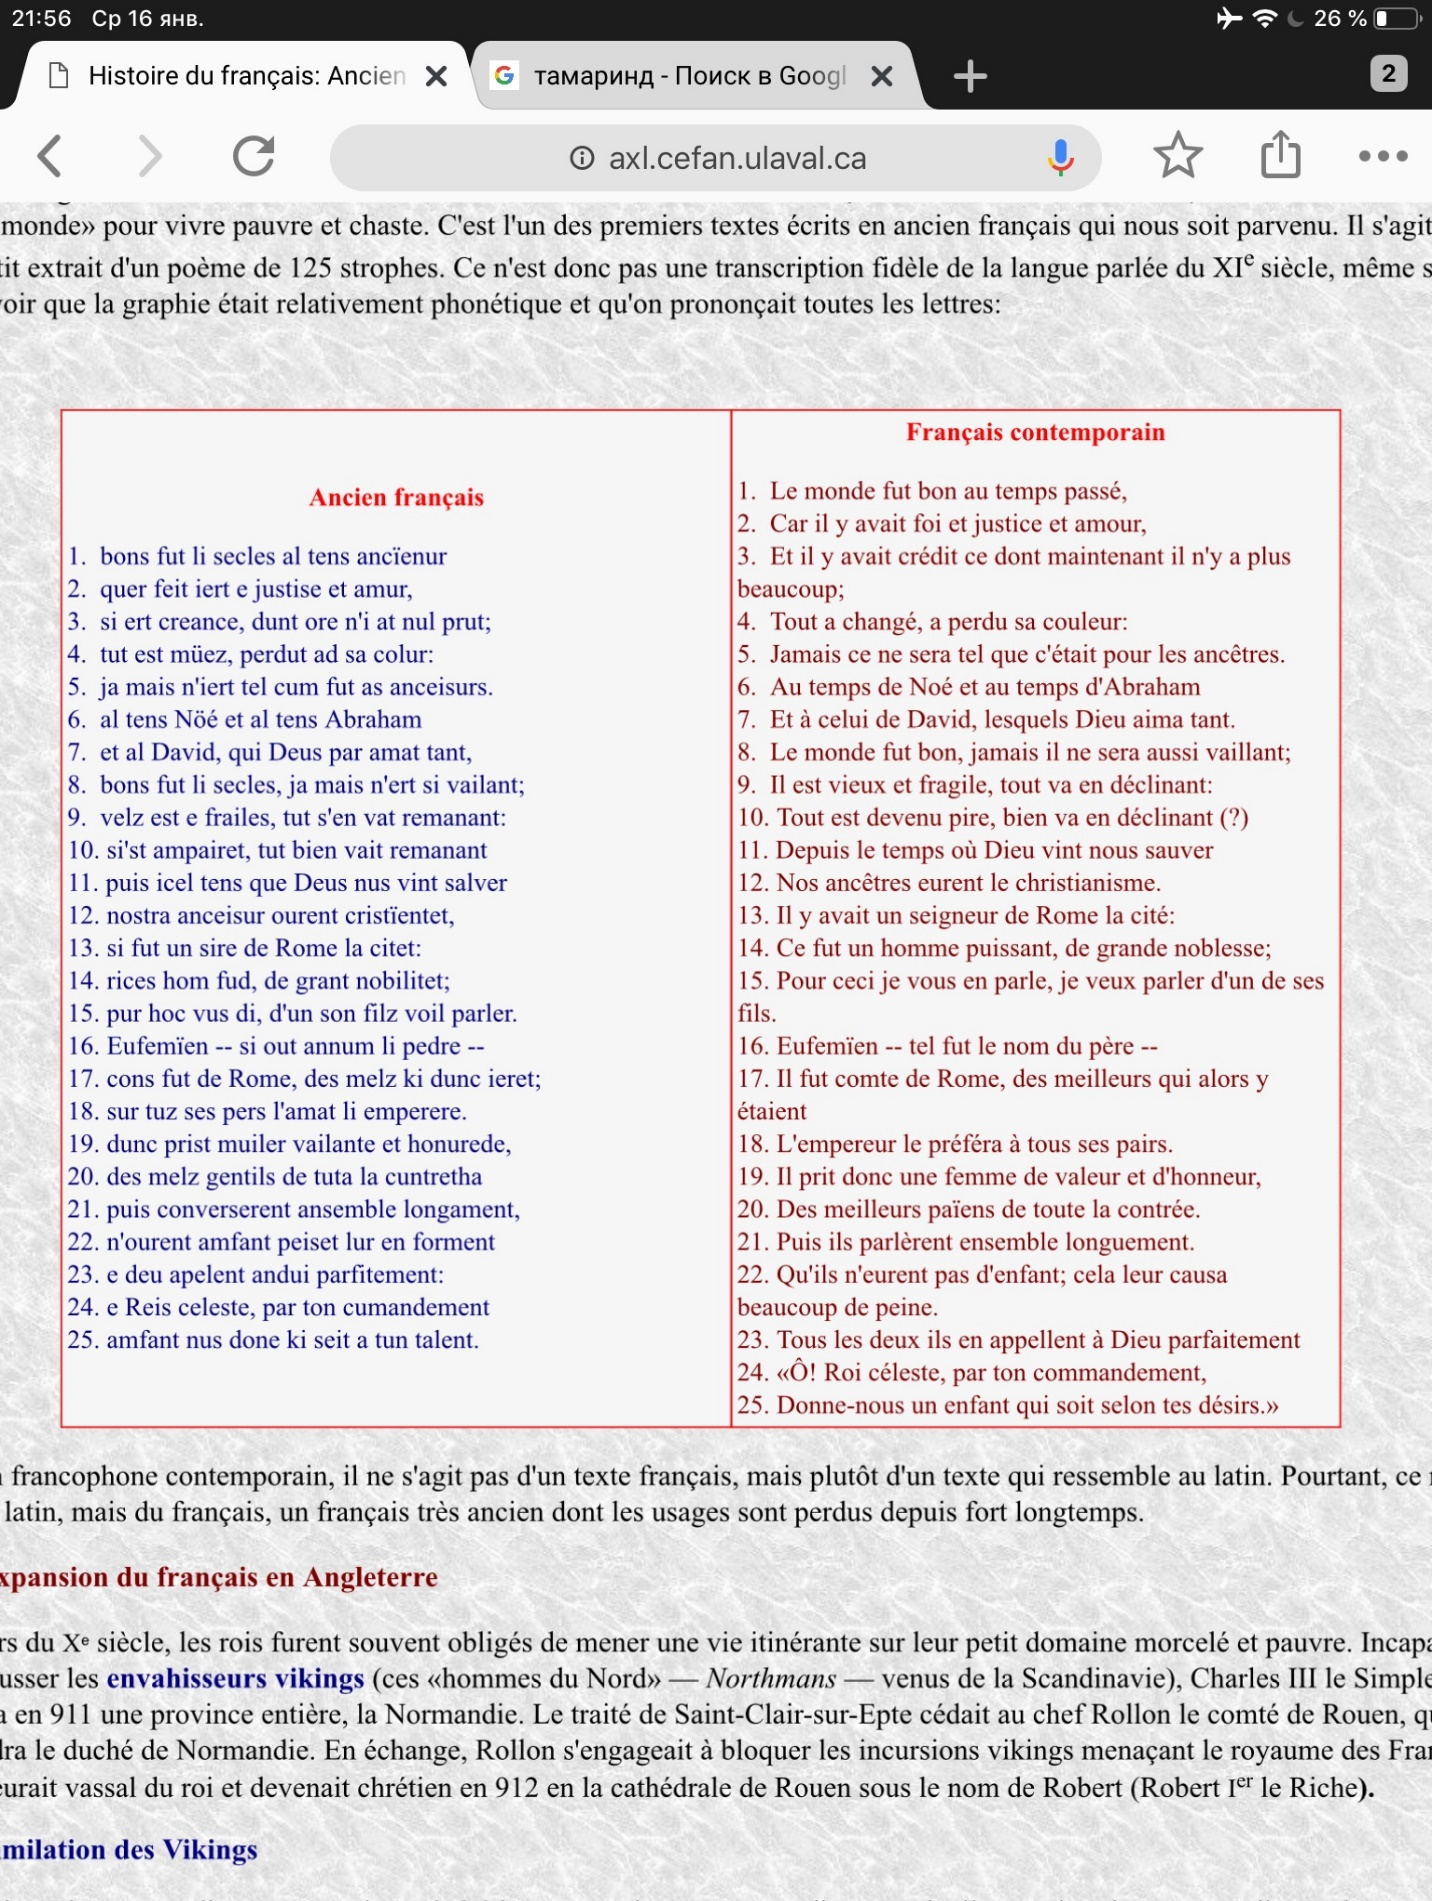 21:56 Ср 16 янв. 26 %
Histoire du français: Ancien
тамаринд - Поиск в Googl
2
axl.cefan.ulaval.ca
monde» pour vivre pauvre et chaste. C'est l'un des premiers textes écrits en ancien français qui nous soit parvenu. Il s'agit
tit extrait d'un poème de 125 strophes. Ce n'est donc pas une transcription fidèle de la langue parlée du XIe siècle, même s
voir que la graphie était relativement phonétique et qu'on prononçait toutes les lettres:
Ancien français
1. bons fut li secles al tens ancïenur
2. quer feit iert e justise et amur,
3. si ert creance, dunt ore n'i at nul prut;
4. tut est müez, perdut ad sa colur:
5. ja mais n'iert tel cum fut as anceisurs.
6. al tens Nöé et al tens Abraham
7. et al David, qui Deus par amat tant,
8. bons fut li secles, ja mais n'ert si vailant;
9. velz est e frailes, tut s'en vat remanant:
10. si'st ampairet, tut bien vait remanant
11. puis icel tens que Deus nus vint salver
12. nostra anceisur ourent cristïentet,
13. si fut un sire de Rome la citet:
14. rices hom fud, de grant nobilitet;
15. pur hoc vus di, d'un son filz voil parler.
16. Eufemïen -- si out annum li pedre --
17. cons fut de Rome, des melz ki dunc ieret;
18. sur tuz ses pers l'amat li emperere.
19. dunc prist muiler vailante et honurede,
20. des melz gentils de tuta la cuntretha
21. puis converserent ansemble longament,
22. n'ourent amfant peiset lur en forment
23. e deu apelent andui parfitement:
24. e Reis celeste, par ton cumandement
25. amfant nus done ki seit a tun talent.
Français contemporain
1. Le monde fut bon au temps passé,
2. Car il y avait foi et justice et amour,
3. Et il y avait crédit ce dont maintenant il n'y a plus
beaucoup;
4. Tout a changé, a perdu sa couleur:
5. Jamais ce ne sera tel que c'était pour les ancêtres.
6. Au temps de Noé et au temps d'Abraham
7. Et à celui de David, lesquels Dieu aima tant.
8. Le monde fut bon, jamais il ne sera aussi vaillant;
9. Il est vieux et fragile, tout va en déclinant:
10. Tout est devenu pire, bien va en déclinant (?)
11. Depuis le temps où Dieu vint nous sauver
12. Nos ancêtres eurent le christianisme.
13. Il y avait un seigneur de Rome la cité:
14. Ce fut un homme puissant, de grande noblesse;
15. Pour ceci je vous en parle, je veux parler d'un de ses
fils.
16. Eufemïen -- tel fut le nom du père --
17. Il fut comte de Rome, des meilleurs qui alors y
étaient
18. L'empereur le préféra à tous ses pairs.
19. Il prit donc une femme de valeur et d'honneur,
20. Des meilleurs païens de toute la contrée.
21. Puis ils parlèrent ensemble longuement.
22. Qu'ils n'eurent pas d'enfant; cela leur causa
beaucoup de peine.
23. Tous les deux ils en appellent à Dieu parfaitement
24. «Ô! Roi céleste, par ton commandement,
25. Donne-nous un enfant qui soit selon tes désirs.»
francophone contemporain, il ne s'agit pas d'un texte français, mais plutôt d'un texte qui ressemble au latin. Pourtant, ce
latin, mais du français, un français très ancien dont les usages sont perdus depuis fort longtemps.
xpansion du français en Angleterre
rs du Xe siècle, les rois furent souvent obligés de mener une vie itinérante sur leur petit domaine morcelé et pauvre. Incapa
usser les envahisseurs vikings (ces «hommes du Nord» — Northmans — venus de la Scandinavie), Charles III le Simple
a en 911 une province entière, la Normandie. Le traité de Saint-Clair-sur-Epte cédait au chef Rollon le comté de Rouen, qu
dra le duché de Normandie. En échange, Rollon s'engageait à bloquer les incursions vikings menaçant le royaume des Fran
eurait vassal du roi et devenait chrétien en 912 en la cathédrale de Rouen sous le nom de Robert (Robert Ier le Riche).
milation des Vikings